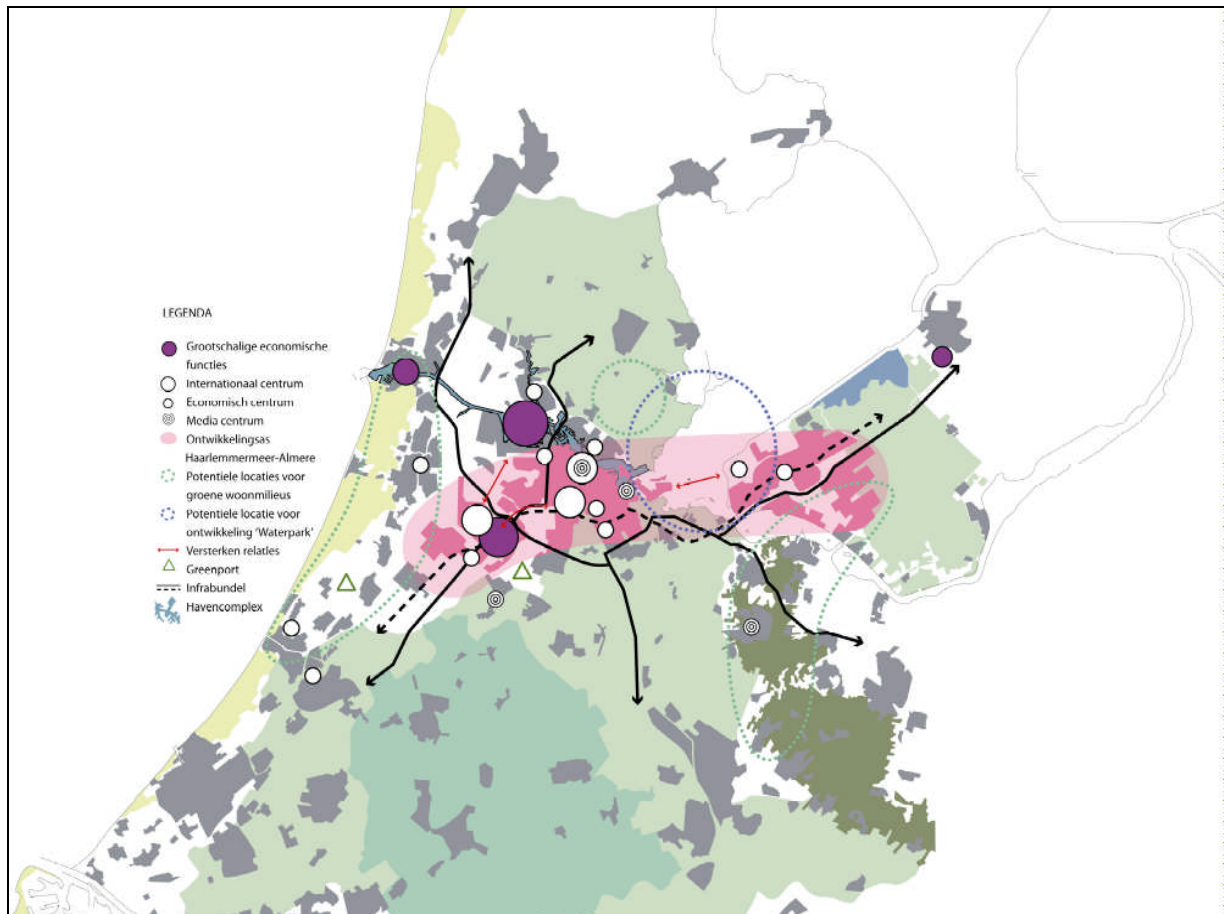 LEGENDA
Grootschalige economische
functies
Internationaal centrum
Economisch centrum
Media centrum
Ontwikkelingsas
Haarlemmermeer-Almere
Potentiele locaties voor
groene woonmilieus
Potentiele locatie voor
ontwikkeling 'Waterpark'
Versterken relaties
Greenport
Infrabundel
Havencomplex